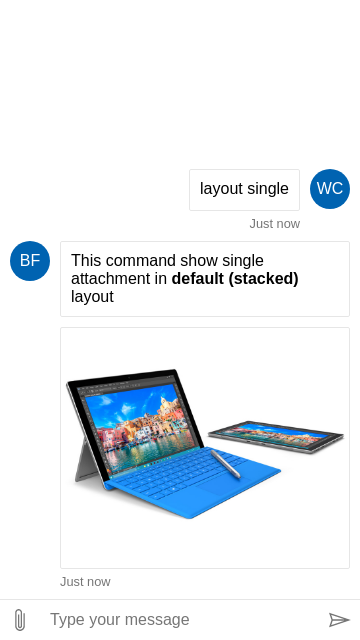 layout single
WC
Just now
BF
This command show single
attachment in default (stacked)
layout
Just now
Type your message